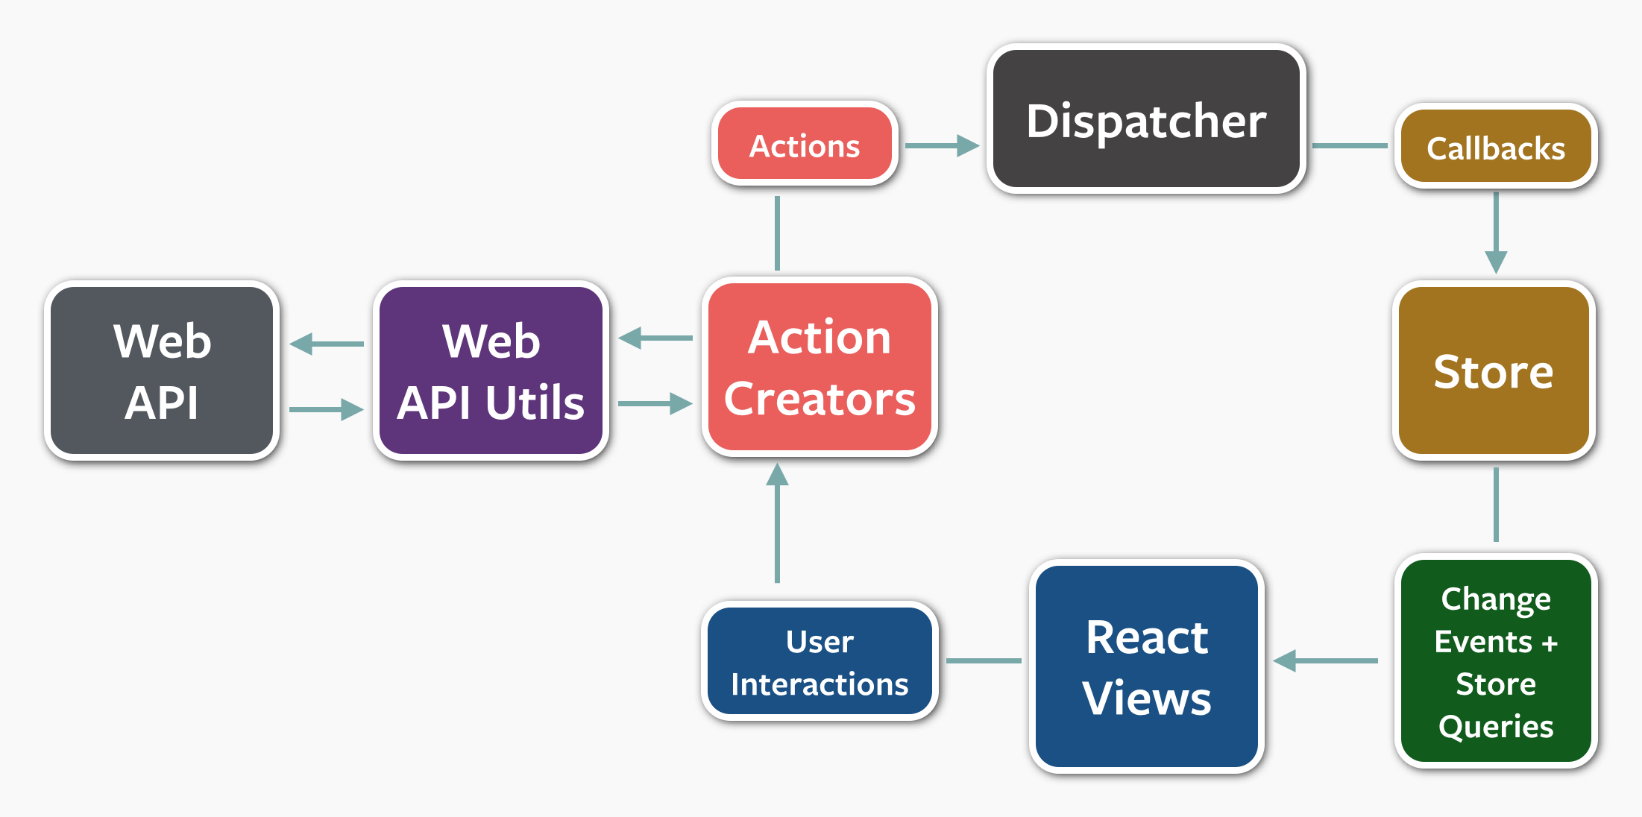 Dispatcher
Actions
Callbacks
Web
API
Web
API Utils
Action
Creators
Store
User
Interactions
React
Views
Change
Events +
Store
Queries